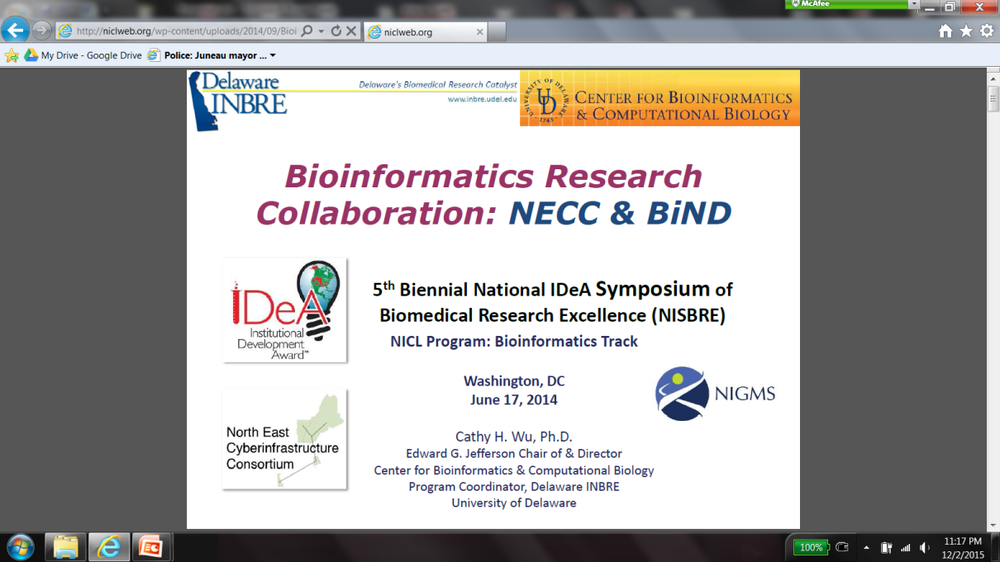 McAfee
http://niclweb.org/wp-content/uploads/2014/09/Bioi
niclweb.org
My Drive - Google Drive
Police: Juneau mayor ...
Delaware
INBRE
Delaware's Biomedical Research Catalyst
www.inbre.udel.edu
UNIVERSITY OF DELAWARE
UD
1743
CENTER FOR BIOINFORMATICS
& COMPUTATIONAL BIOLOGY
Bioinformatics Research
Collaboration: NECC & BiND
IDeA
Institutional
Development
Award™
5th Biennial National IDeA Symposium of
Biomedical Research Excellence (NISBRE)
NICL Program: Bioinformatics Track
Washington, DC
June 17, 2014
NIGMS
North East
Cyberinfrastructure
Consortium
Cathy H. Wu, Ph.D.
Edward G. Jefferson Chair of & Director
Center for Bioinformatics & Computational Biology
Program Coordinator, Delaware INBRE
University of Delaware
100%
11:17 PM
12/2/2015